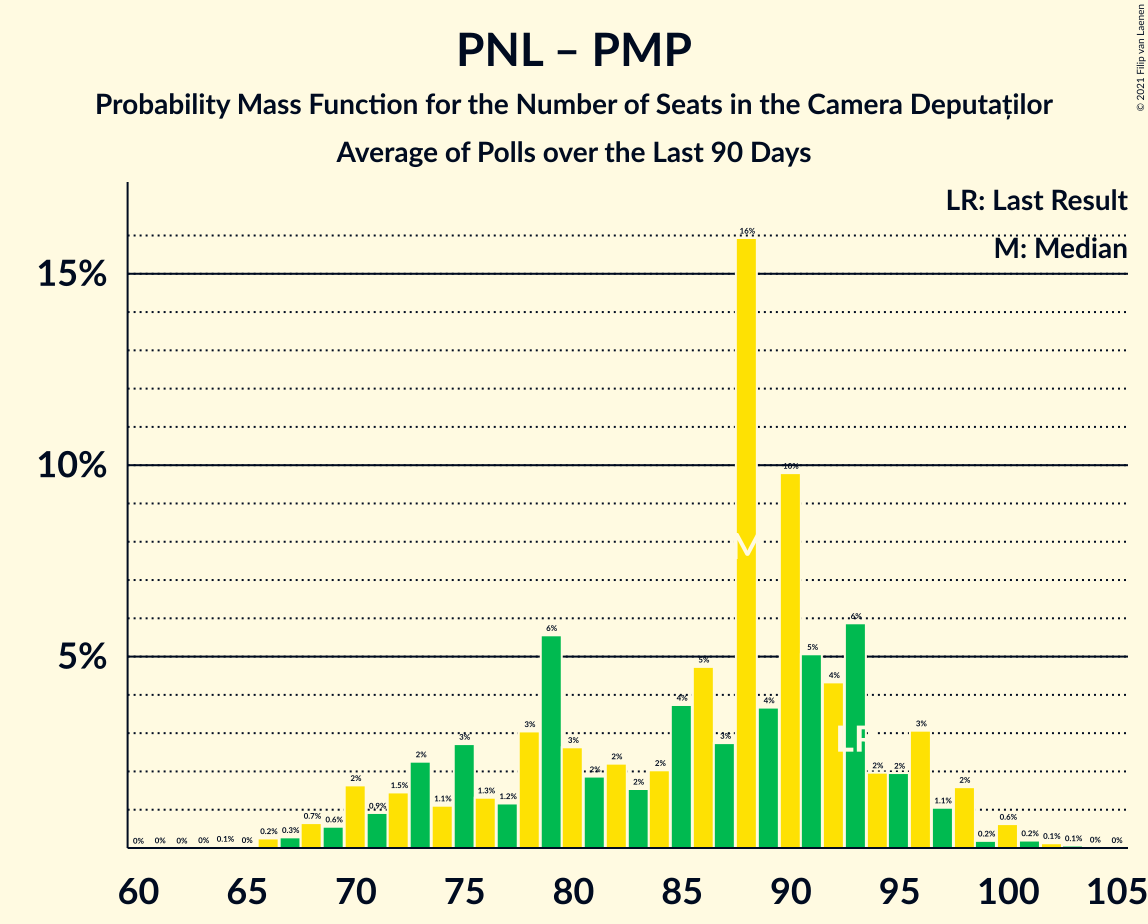 PNL – PMP
Probability Mass Function for the Number of Seats in the Camera Deputaților
Average of Polls over the Last 90 Days
© 2021 Filip van Laenen
LR: Last Result
M: Median
15%
10%
5%
0% 0% 0% 0% 0.1% 0% 0.2% 0.3% 0.7% 0.6% 2% 0.9% 1.5% 2% 1.1% 3% 1.3% 1.2% 3% 6% 3% 2% 2% 2% 2% 4% 5% 3% 16% 4% 10% 5% 4% 6% 2% 2% 3% 1.1% 2% 0.2% 0.6% 0.2% 0.1% 0.1% 0% 0%
M
LR
60 65 70 75 80 85 90 95 100 105